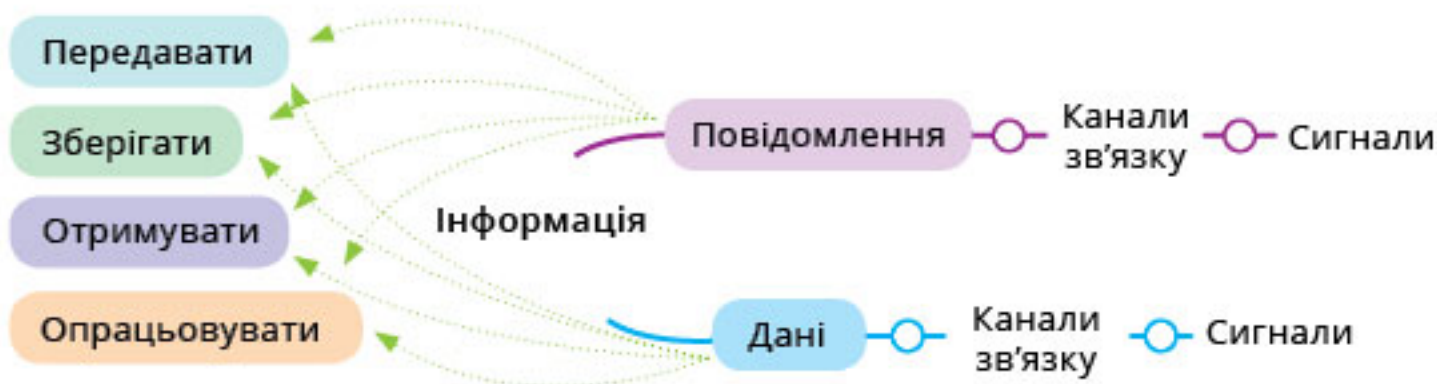 Передавати
Зберігати
Отримувати
Опрацьовувати
Інформація
Повідомлення
Канали
зв’язку
Сигнали
Дані
Канали
зв’язку
Сигнали